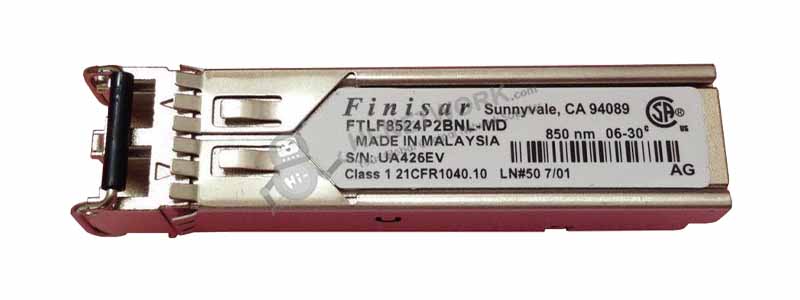 Finisar Sunnyvale, CA 94089
FTLF8524P2BNL-MD
850 nm 06-30
MADE IN MALAYSIA
S/N: UA426EV
Class 1 21CFR1040.10 LN#50 7/01
AG
Hi-